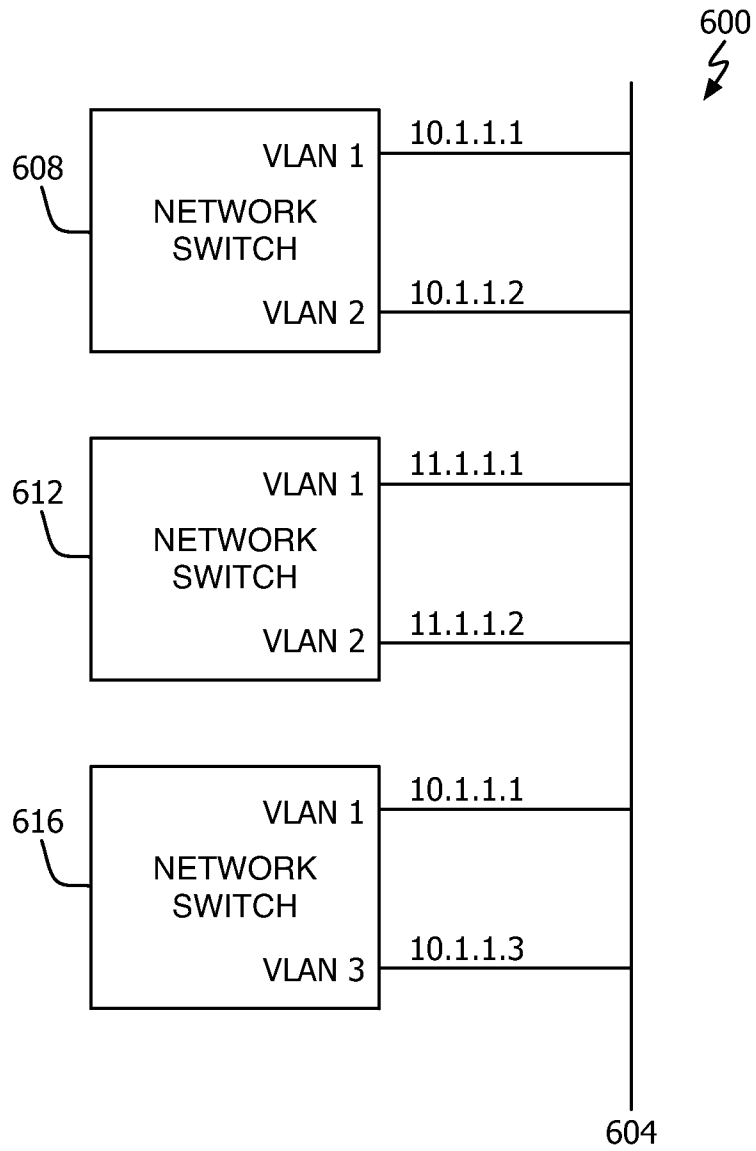 600
608
VLAN 1
10.1.1.1
NETWORK
SWITCH
VLAN 2
10.1.1.2
612
VLAN 1
11.1.1.1
NETWORK
SWITCH
VLAN 2
11.1.1.2
616
VLAN 1
10.1.1.1
NETWORK
SWITCH
VLAN 3
10.1.1.3
604